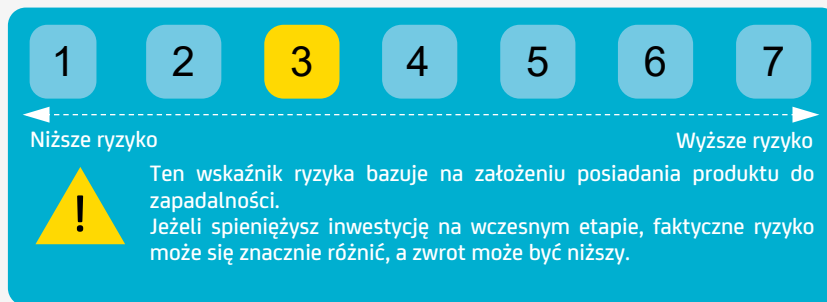 1 2 3 4 5 6 7
Niższe ryzyko Wyższe ryzyko
Ten wskaźnik ryzyka bazuje na założeniu posiadania produktu do
zapadalności.
!
Jeżeli spieniężysz inwestycję na wczesnym etapie, faktyczne ryzyko
może się znacznie różnić, a zwrot może być niższy.